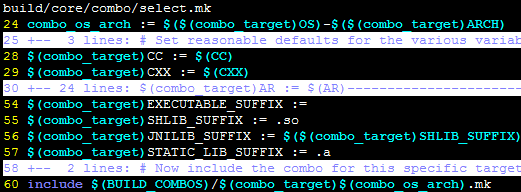 build/core/combo/select.mk
24 combo_os_arch := $($(combo_target)OS)-$($(combo_target)ARCH)
25 +-- 3 lines: # Set reasonable defaults for the various variab
28 $(combo_target)CC := $(CC)
29 $(combo_target)CXX := $(CXX)
30 +-- 24 lines: $(combo_target)AR := $(AR)
54 $(combo_target)EXECUTABLE_SUFFIX :=
55 $(combo_target)SHLIB_SUFFIX := .so
56 $(combo_target)JNILIB_SUFFIX := $($(combo_target)SHLIB_SUFFIX)
57 $(combo_target)STATIC_LIB_SUFFIX := .a
58 +-- 2 lines: # Now include the combo for this specific target
60 include $(BUILD_COMBOS)/$(combo_target)$(combo_os_arch).mk